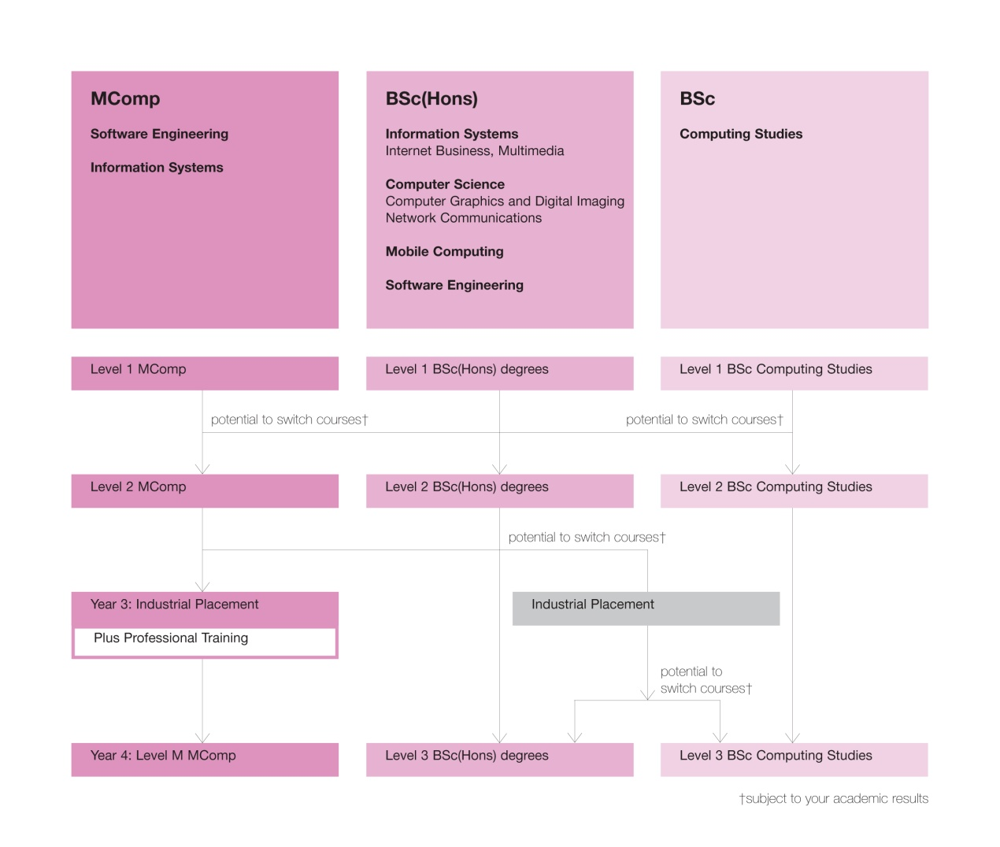 MComp
Software Engineering
Information Systems
BSc(Hons)
Information Systems
Internet Business, Multimedia
Computer Science
Computer Graphics and Digital Imaging
Network Communications
Mobile Computing
Software Engineering
BSc
Computing Studies
Level 1 MComp
Level 1 BSc(Hons) degrees
Level 1 BSc Computing Studies
potential to switch courses†
potential to switch courses†
Level 2 MComp
Level 2 BSc(Hons) degrees
Level 2 BSc Computing Studies
potential to switch courses†
Year 3: Industrial Placement
Plus Professional Training
Industrial Placement
potential to
switch courses†
Year 4: Level M MComp
Level 3 BSc(Hons) degrees
Level 3 BSc Computing Studies
†subject to your academic results